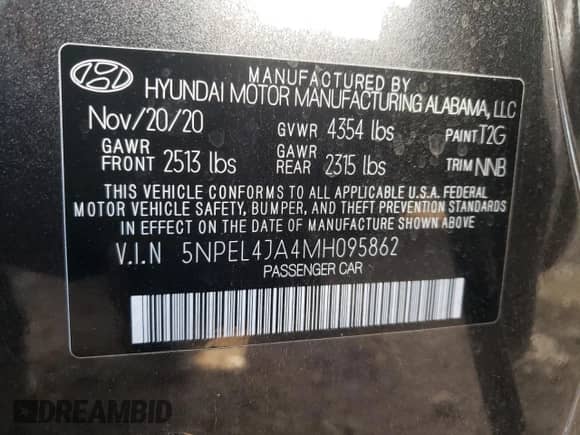 MANUFACTURED BY
HYUNDAI MOTOR MANUFACTURING ALABAMA, LLC
Nov/20/20 GVWR 4354 lbs PAINT T2G
GAWR FRONT 2513 lbs GAWR REAR 2315 lbs TRIM NNB
THIS VEHICLE CONFORMS TO ALL APPLICABLE U.S.A. FEDERAL
MOTOR VEHICLE SAFETY, BUMPER, AND THEFT PREVENTION STANDARDS
IN EFFECT ON THE DATE OF MANUFACTURE SHOWN ABOVE
V.I.N 5NPEL4JA4MH095862
PASSENGER CAR
DREAMBID